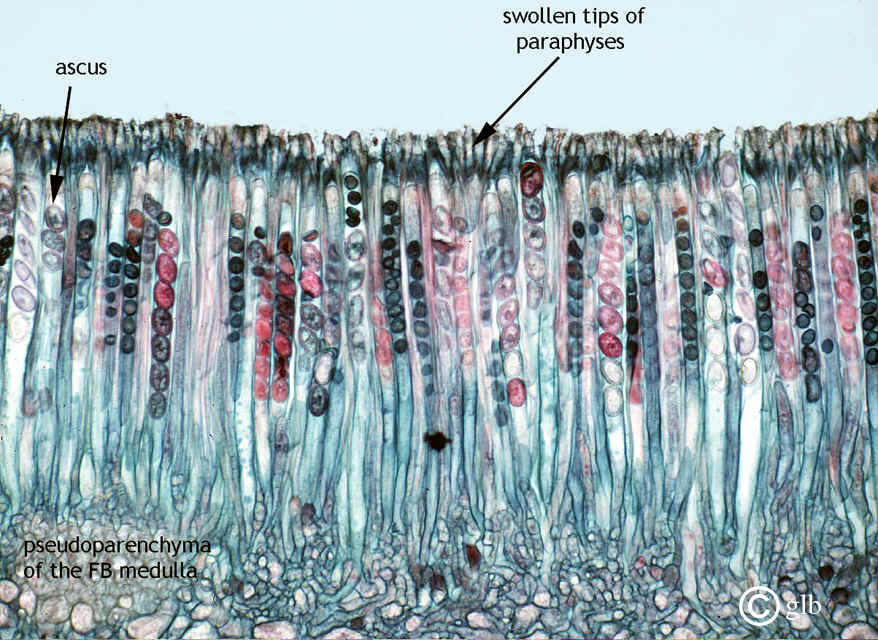 swollen tips of
paraphyses
ascus
pseudoparenchyma
of the FB medulla
© glb